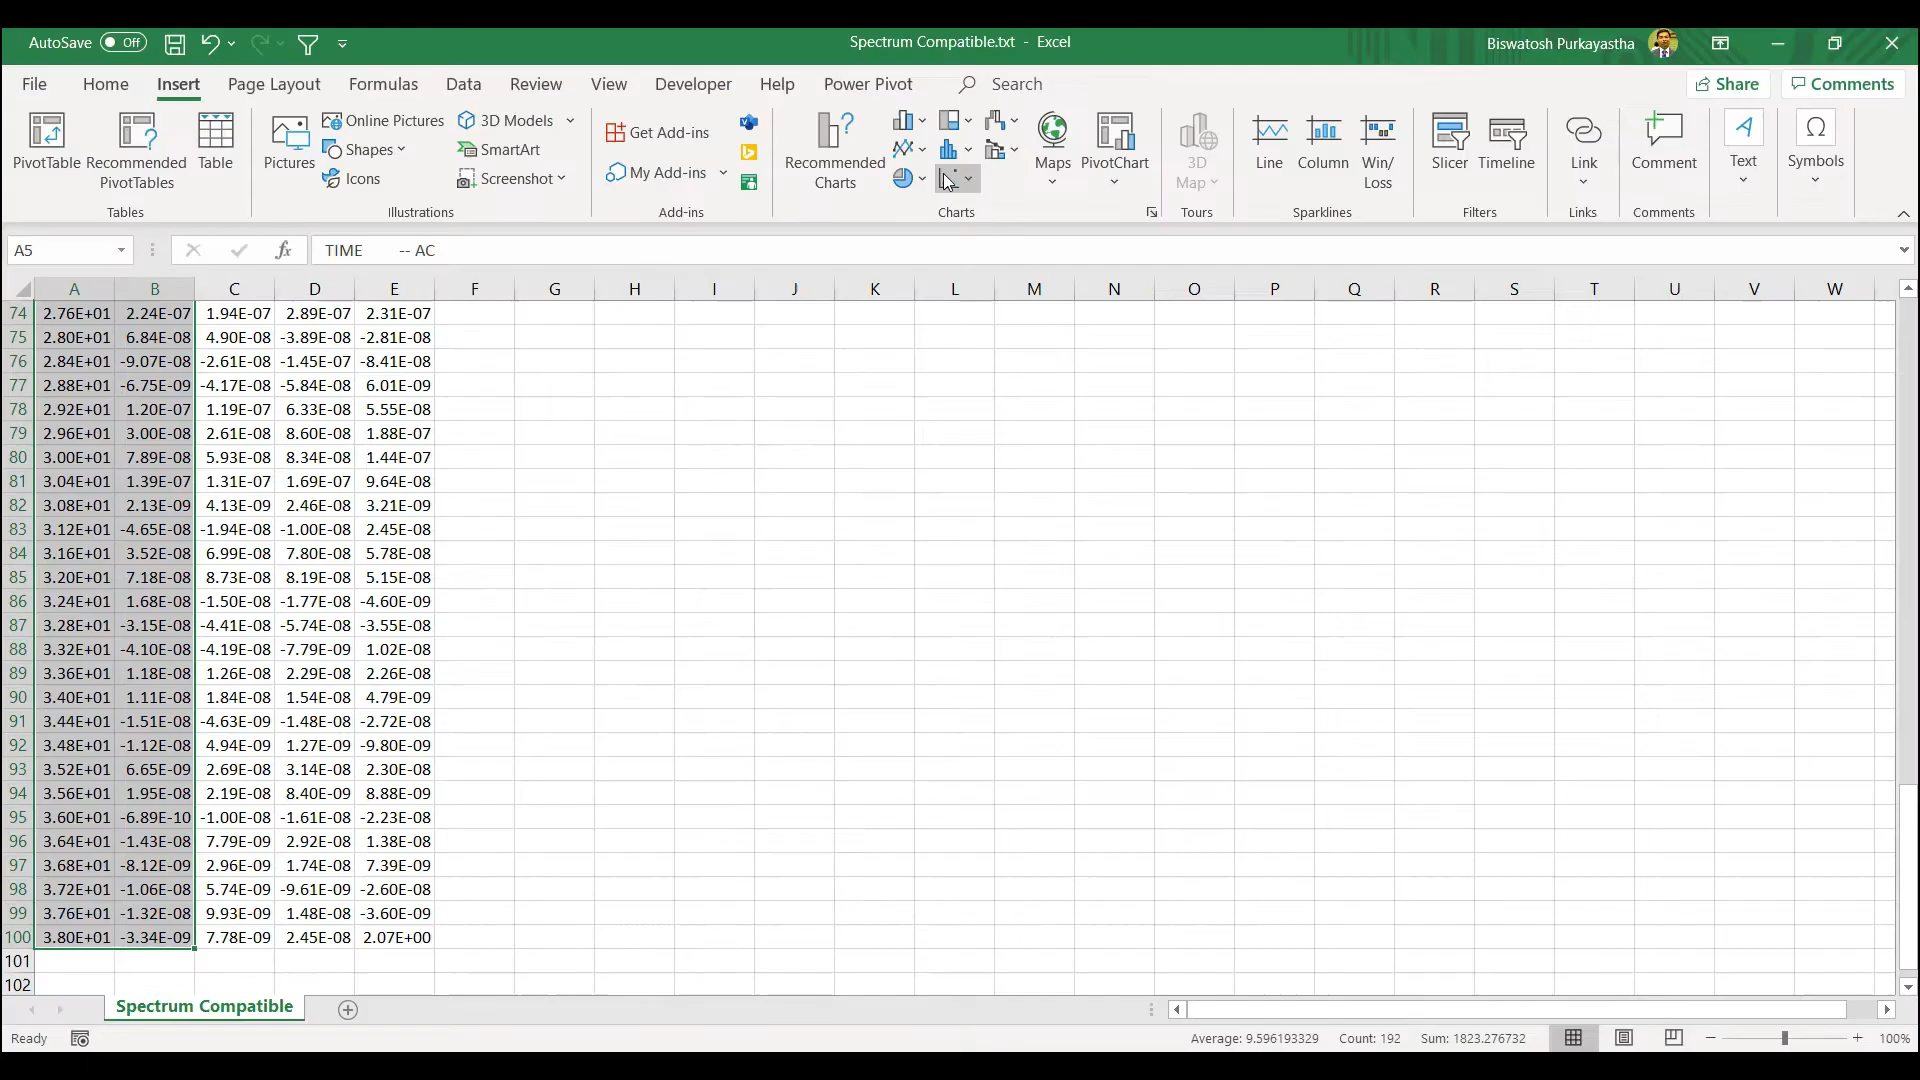 AutoSave Off
Spectrum Compatible.txt - Excel
Biswatosh Purkayastha
File Home Insert Page Layout Formulas Data Review View Developer Help Power Pivot Search Share Comments
PivotTable
Recommended PivotTables
Table
Tables
Pictures
Online Pictures
Shapes
Icons
3D Models
SmartArt
Screenshot
Illustrations
Get Add-ins
My Add-ins
Add-ins
Recommended Charts
Maps
PivotChart
Charts
3D Map
Tours
Line
Column
Win/Loss
Sparklines
Slicer
Timeline
Filters
Link
Links
Comment
Comments
Text
Symbols
A5 fx TIME -- AC
A B C D E F G H I J K L M N O P Q R S T U V W
74 2.76E+01 2.24E-07 1.94E-07 2.89E-07 2.31E-07
75 2.80E+01 6.84E-08 4.90E-08 -3.89E-08 -2.81E-08
76 2.84E+01 -9.07E-08 -2.61E-08 -1.45E-07 -8.41E-08
77 2.88E+01 -6.75E-09 -4.17E-08 -5.84E-08 6.01E-09
78 2.92E+01 1.20E-07 1.19E-07 6.33E-08 5.55E-08
79 2.96E+01 3.00E-08 2.61E-08 8.60E-08 1.88E-07
80 3.00E+01 7.89E-08 5.93E-08 8.34E-08 1.44E-07
81 3.04E+01 1.39E-07 1.31E-07 1.69E-07 9.64E-08
82 3.08E+01 2.13E-09 4.13E-09 2.46E-08 3.21E-09
83 3.12E+01 -4.65E-08 -1.94E-08 -1.00E-08 2.45E-08
84 3.16E+01 3.52E-08 6.99E-08 7.80E-08 5.78E-08
85 3.20E+01 7.18E-08 8.73E-08 8.19E-08 5.15E-08
86 3.24E+01 1.68E-08 -1.50E-08 -1.77E-08 -4.60E-09
87 3.28E+01 -3.15E-08 -4.41E-08 -5.74E-08 -3.55E-08
88 3.32E+01 -4.10E-08 -4.19E-08 -7.79E-09 1.02E-08
89 3.36E+01 1.18E-08 1.26E-08 2.29E-08 2.26E-08
90 3.40E+01 1.11E-08 1.84E-08 1.54E-08 4.79E-09
91 3.44E+01 -1.51E-08 -4.63E-09 -1.48E-08 -2.72E-08
92 3.48E+01 -1.12E-08 4.94E-09 1.27E-09 -9.80E-09
93 3.52E+01 6.65E-09 2.69E-08 3.14E-08 2.30E-08
94 3.56E+01 1.95E-08 2.19E-08 8.40E-09 8.88E-09
95 3.60E+01 -6.89E-10 -1.00E-08 -1.61E-08 -2.23E-08
96 3.64E+01 -1.43E-08 7.79E-09 2.92E-08 1.38E-08
97 3.68E+01 -8.12E-09 2.96E-09 1.74E-08 7.39E-09
98 3.72E+01 -1.06E-08 5.74E-09 -9.61E-09 -2.60E-08
99 3.76E+01 -1.32E-08 9.93E-09 1.48E-08 -3.60E-09
100 3.80E+01 -3.34E-09 7.78E-09 2.45E-08 2.07E+00
101
102
Spectrum Compatible
Ready
Average: 9.596193329 Count: 192 Sum: 1823.276732
100%